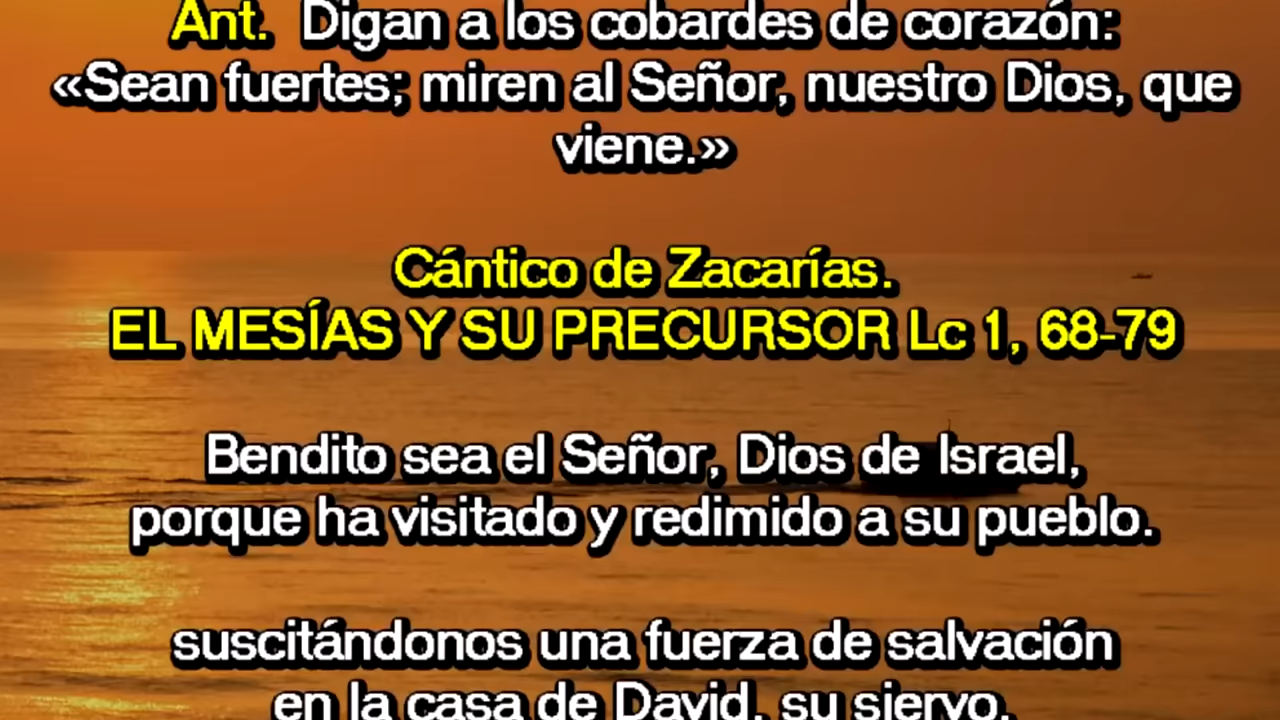 Ant. Digan a los cobardes de corazón:
«Sean fuertes; miren al Señor, nuestro Dios, que
viene.»
Cántico de Zacarías.
EL MESÍAS Y SU PRECURSOR Lc 1, 68-79
Bendito sea el Señor, Dios de Israel,
porque ha visitado y redimido a su pueblo.
suscitándonos una fuerza de salvación
en la casa de David, su siervo,